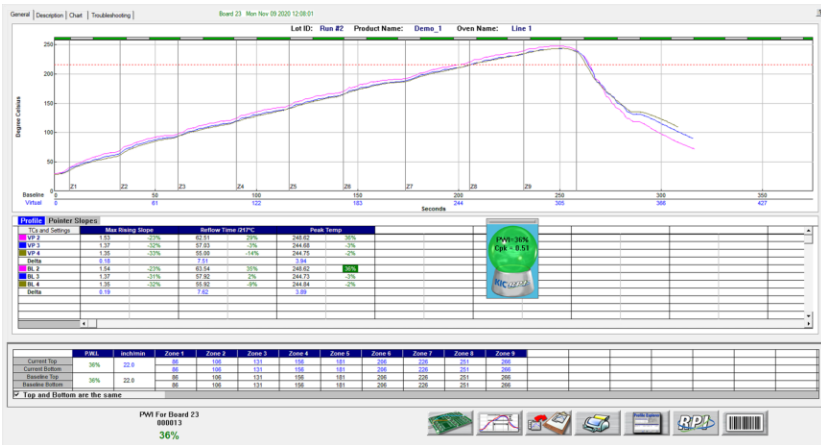 General Description Chart Troubleshooting Board 23 Mon Nov 09 2020 12:08:01
Lot ID: Run #2 Product Name: Demo_1 Oven Name: Line 1
Degree Celsius
250
200
150
100
50
Z1 Z2 Z3 Z4 Z5 Z6 Z7 Z8 Z9
Baseline 0 50 100 150 200 250 300 350
Virtual 0 61 122 183 244 305 366 427
Seconds
Profile Pointer Slopes
TCs and Settings Max Rising Slope Reflow Time /217°C Peak Temp
VP 2 1.53 -23% 62.51 29% 248.62 36%
VP 3 1.37 -32% 57.03 -3% 244.68 -3%
VP 4 1.35 -33% 55.00 -14% 244.75 -2%
Delta 0.18 7.51 3.94
BL 2 1.54 -23% 63.54 35% 248.62 36%
BL 3 1.37 -31% 57.92 2% 244.73 -3%
BL 4 1.35 -32% 55.92 -8% 244.84 -2%
Delta 0.19 7.62 3.89
PWI=36%
Cpk = 0.51
KIC RPI
P.W.I. inch/min Zone 1 Zone 2 Zone 3 Zone 4 Zone 5 Zone 6 Zone 7 Zone 8 Zone 9
Current Top 36% 22.0 86 106 131 156 181 206 226 251 266
Current Bottom 86 106 131 156 181 206 226 251 266
Baseline Top 36% 22.0 86 106 131 156 181 206 226 251 266
Baseline Bottom 86 106 131 156 181 206 226 251 266
Top and Bottom are the same
PWI For Board 23
000013
36%
Profile Explorer
RPI